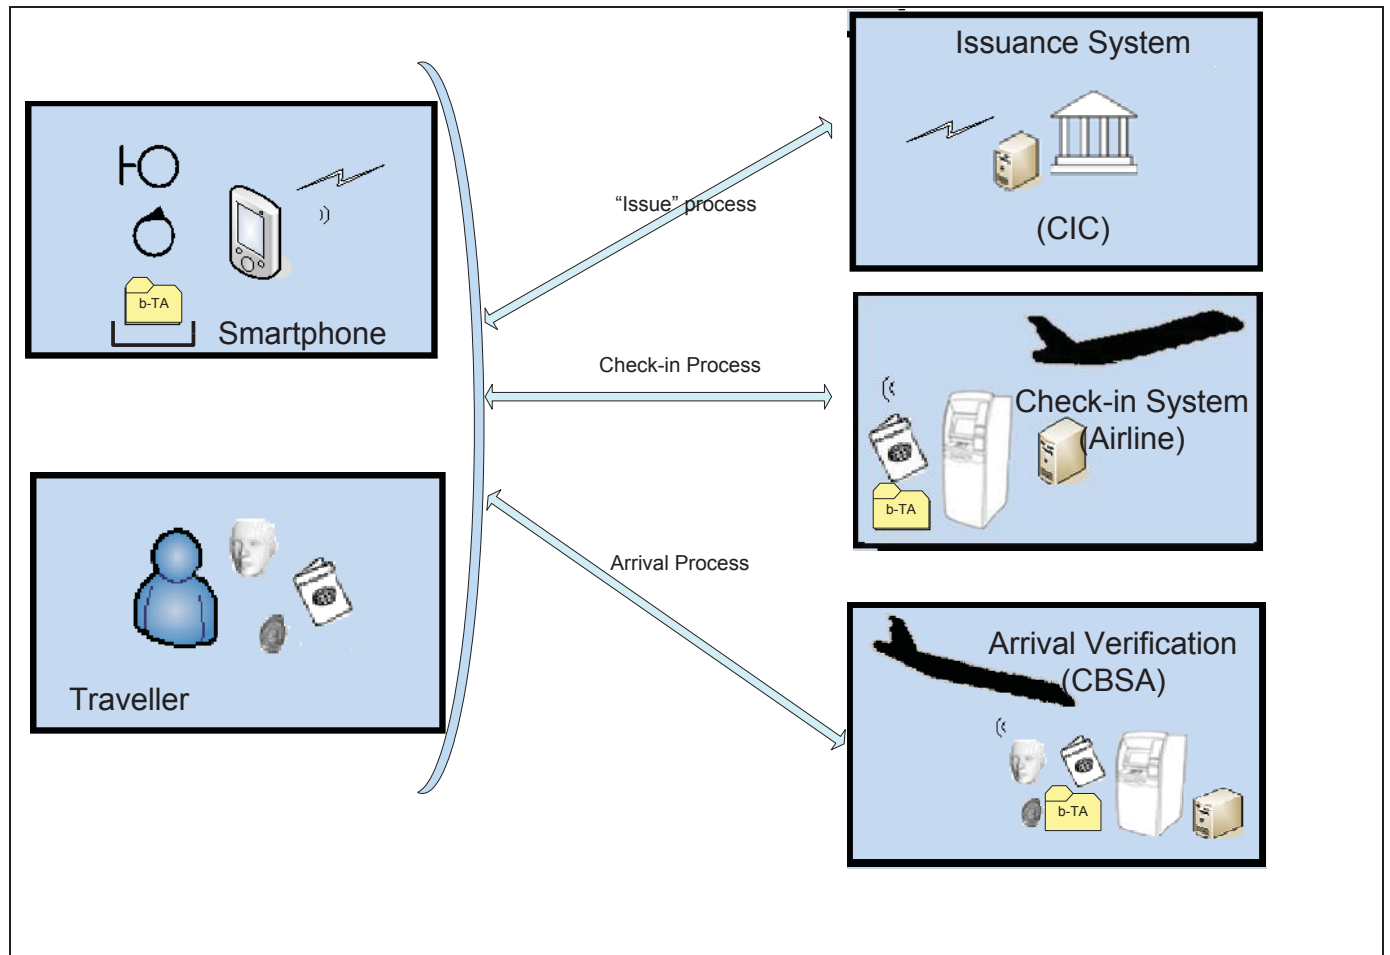 Issuance System
(CIC)
b-TA
Smartphone
“Issue” process
Check-in Process
Check-in System
(Airline)
b-TA
Traveller
Arrival Process
Arrival Verification
(CBSA)
b-TA